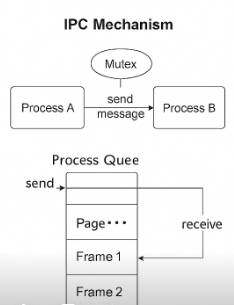 IPC Mechanism
Mutex
Process A
send
message
Process B
Process Quee
send
Page•••
receive
Frame 1
Frame 2